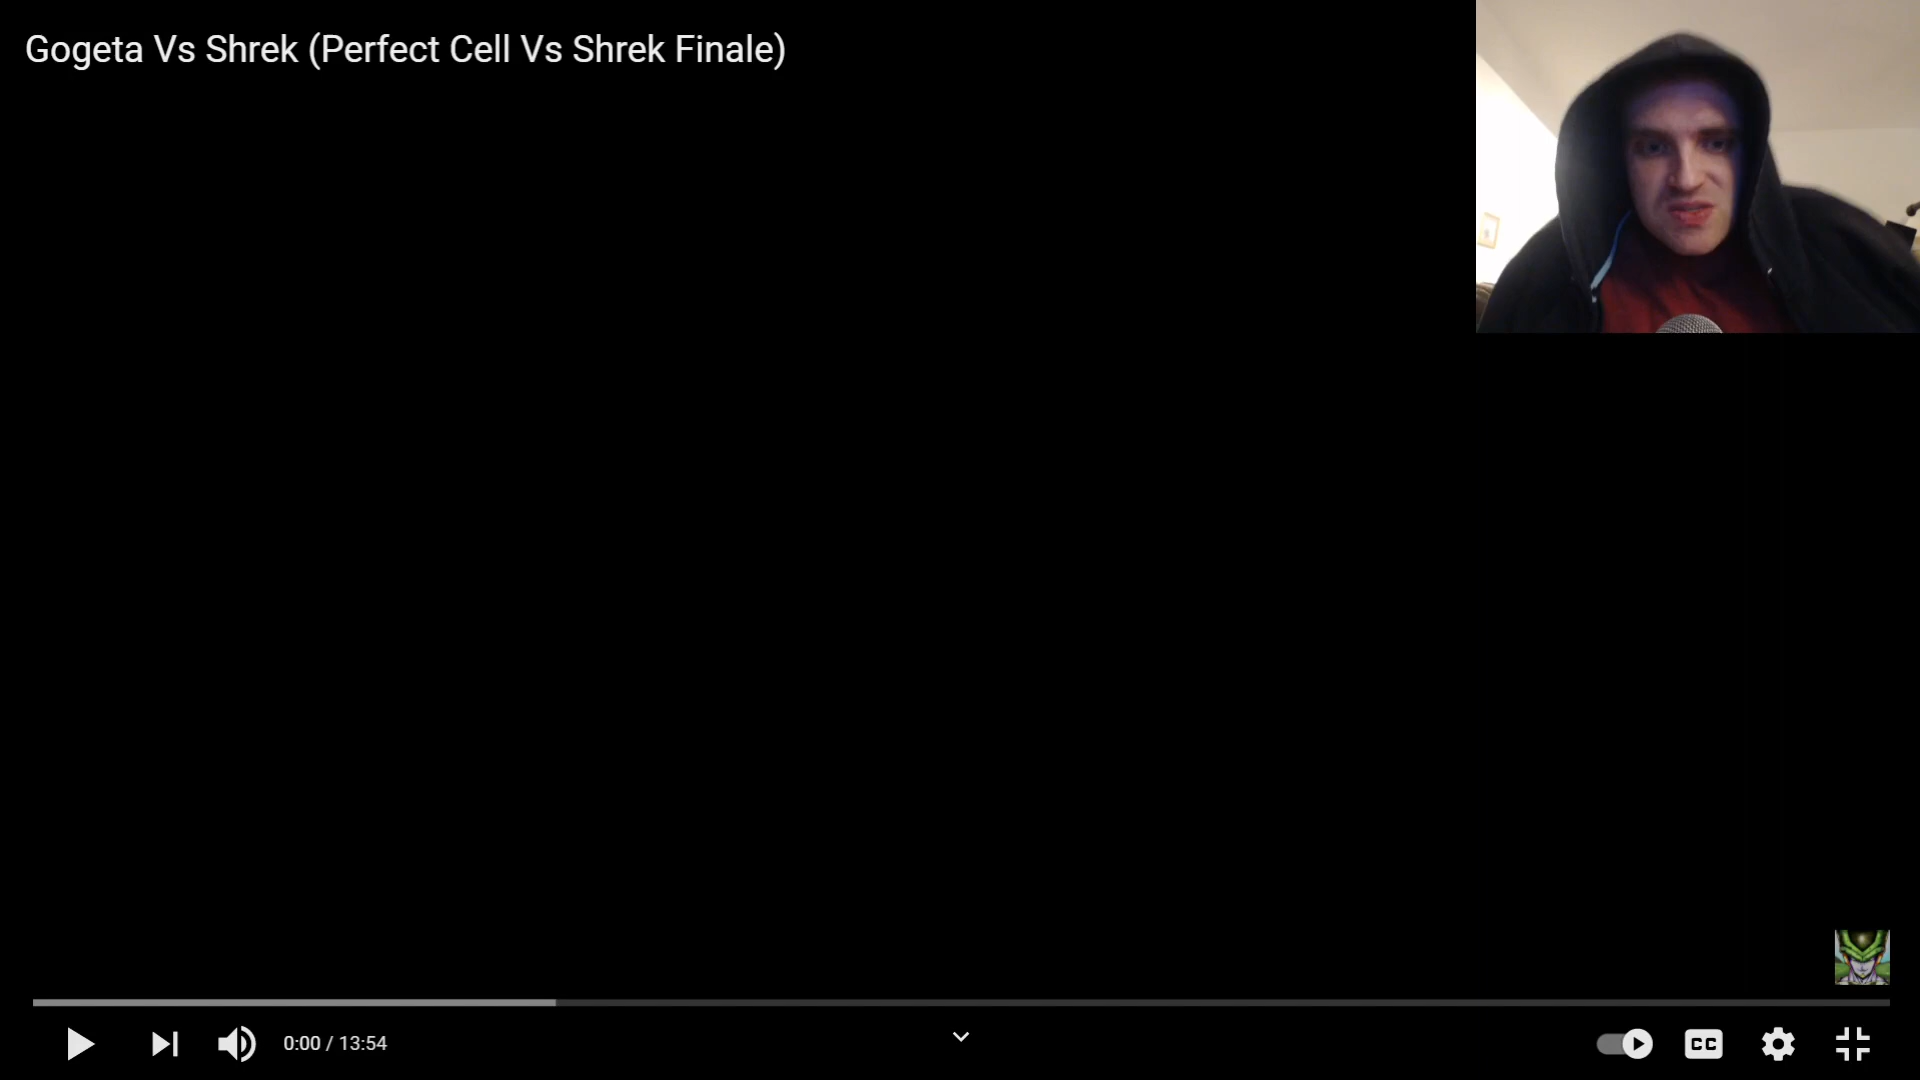 Gogeta Vs Shrek (Perfect Cell Vs Shrek Finale)
0:00 / 13:54
CC